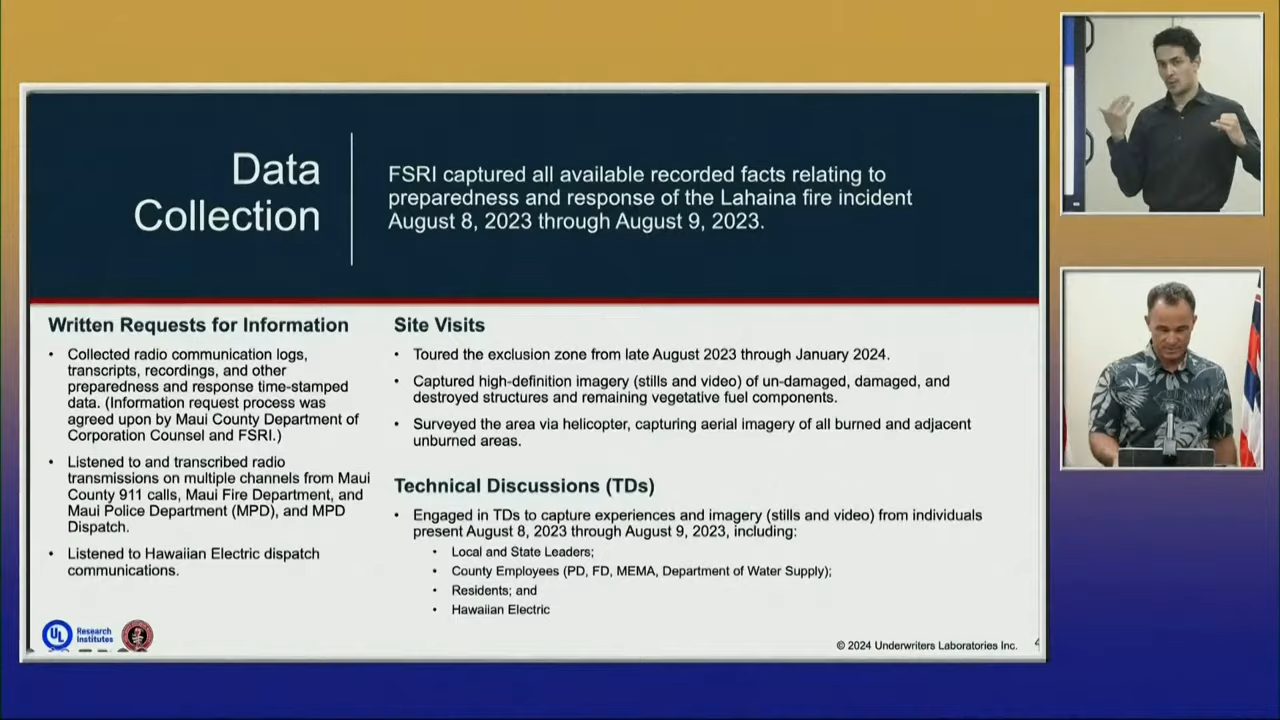 Data
Collection
FSRI captured all available recorded facts relating to
preparedness and response of the Lahaina fire incident
August 8, 2023 through August 9, 2023.
Written Requests for Information
• Collected radio communication logs,
transcripts, recordings, and other
preparedness and response time-stamped
data. (Information request process was
agreed upon by Maui County Department of
Corporation Counsel and FSRI.)
• Listened to and transcribed radio
transmissions on multiple channels from Maui
County 911 calls, Maui Fire Department, and
Maui Police Department (MPD), and MPD
Dispatch.
• Listened to Hawaiian Electric dispatch
communications.
Site Visits
• Toured the exclusion zone from late August 2023 through January 2024.
• Captured high-definition imagery (stills and video) of un-damaged, damaged, and
destroyed structures and remaining vegetative fuel components.
• Surveyed the area via helicopter, capturing aerial imagery of all burned and adjacent
unburned areas.
Technical Discussions (TDs)
• Engaged in TDs to capture experiences and imagery (stills and video) from individuals
present August 8, 2023 through August 9, 2023, including:
• Local and State Leaders;
• County Employees (PD, FD, MEMA, Department of Water Supply);
• Residents; and
• Hawaiian Electric
UL Research
Institutes
© 2024 Underwriters Laboratories Inc.